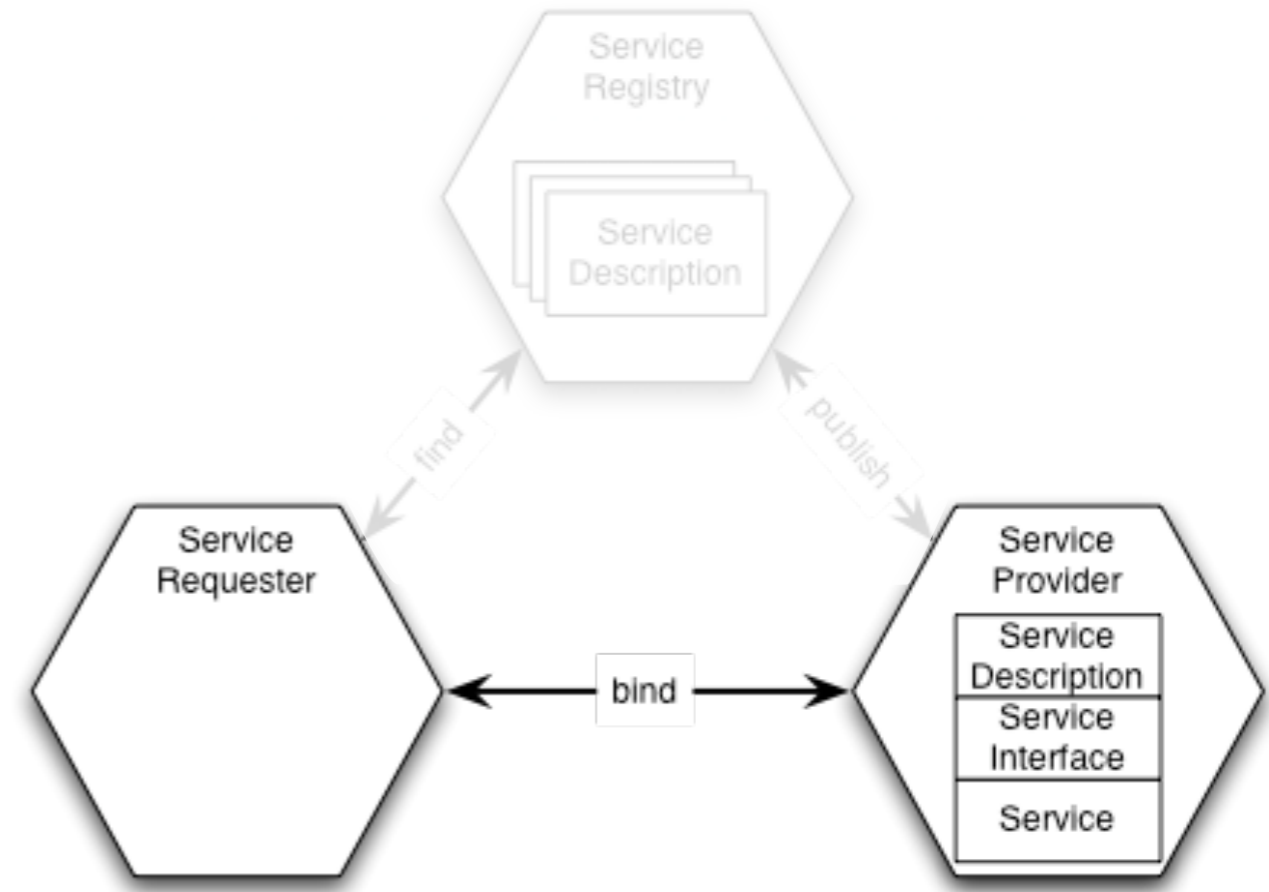 Service
Registry
Service
Description
find
publish
Service
Requester
Service
Provider
bind
Service
Description
Service
Interface
Service